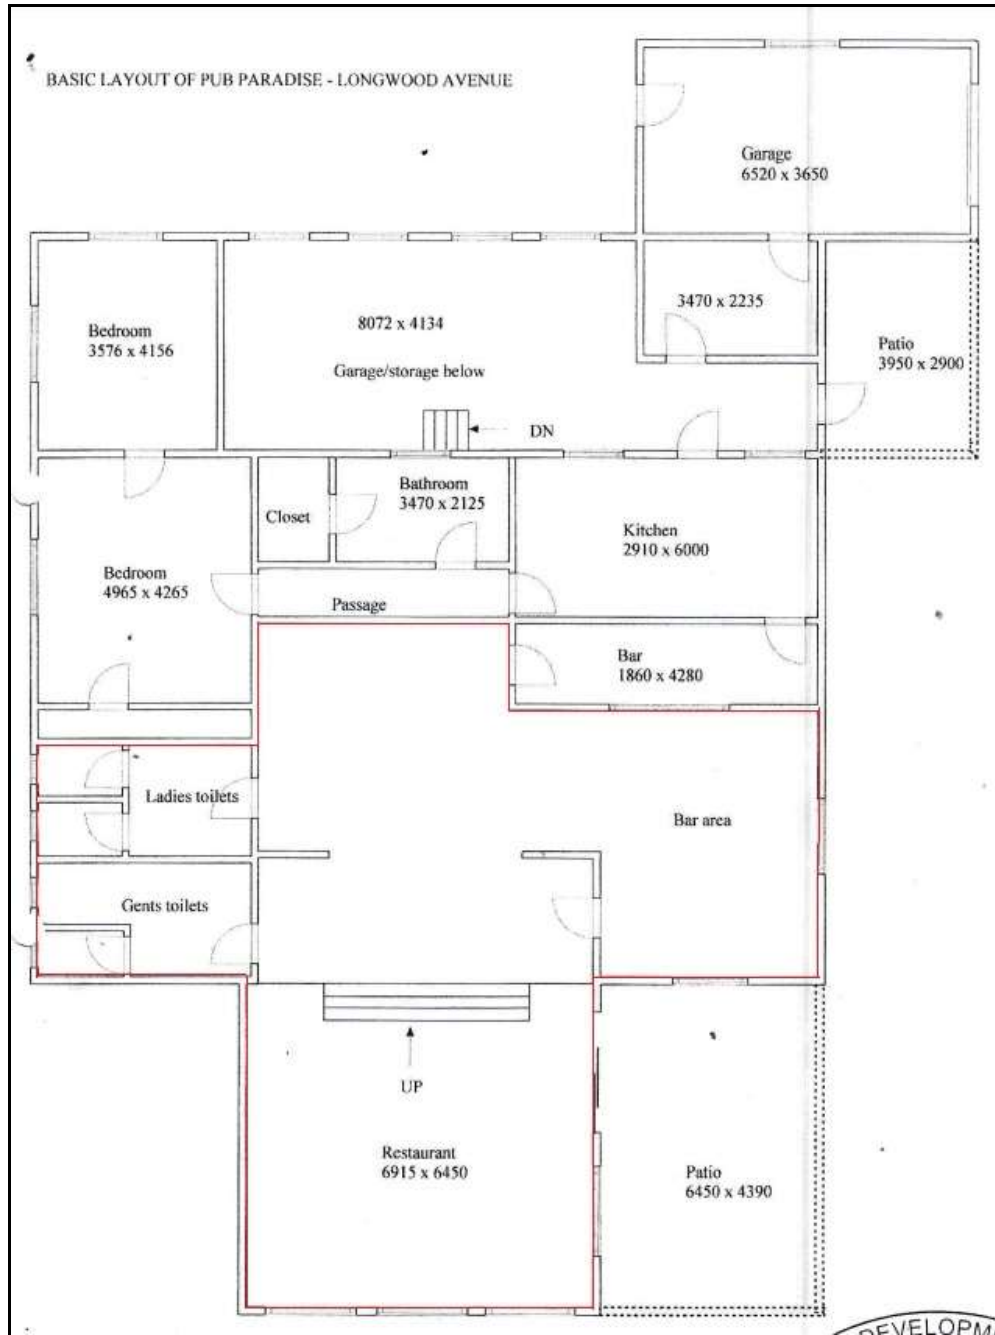 BASIC LAYOUT OF PUB PARADISE - LONGWOOD AVENUE
Garage
6520 x 3650
3470 x 2235
Bedroom
3576 x 4156
8072 x 4134
Garage/storage below
Patio
3950 x 2900
DN
Bathroom
3470 x 2125
Closet
Kitchen
2910 x 6000
Bedroom
4965 x 4265
Passage
Bar
1860 x 4280
Ladies toilets
Bar area
Gents toilets
UP
Restaurant
6915 x 6450
Patio
6450 x 4390
DEVELOPM